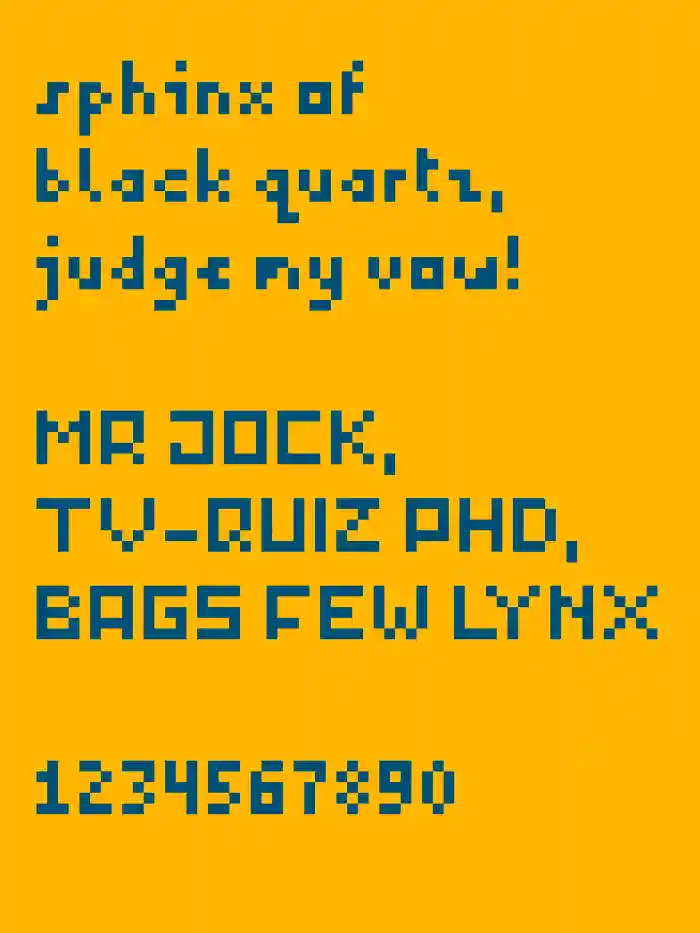 sphinx of
black quartz,
judge my vow!
MR JOCK,
TV-QUIZ PHD,
BAGS FEW LYNX
1234567890